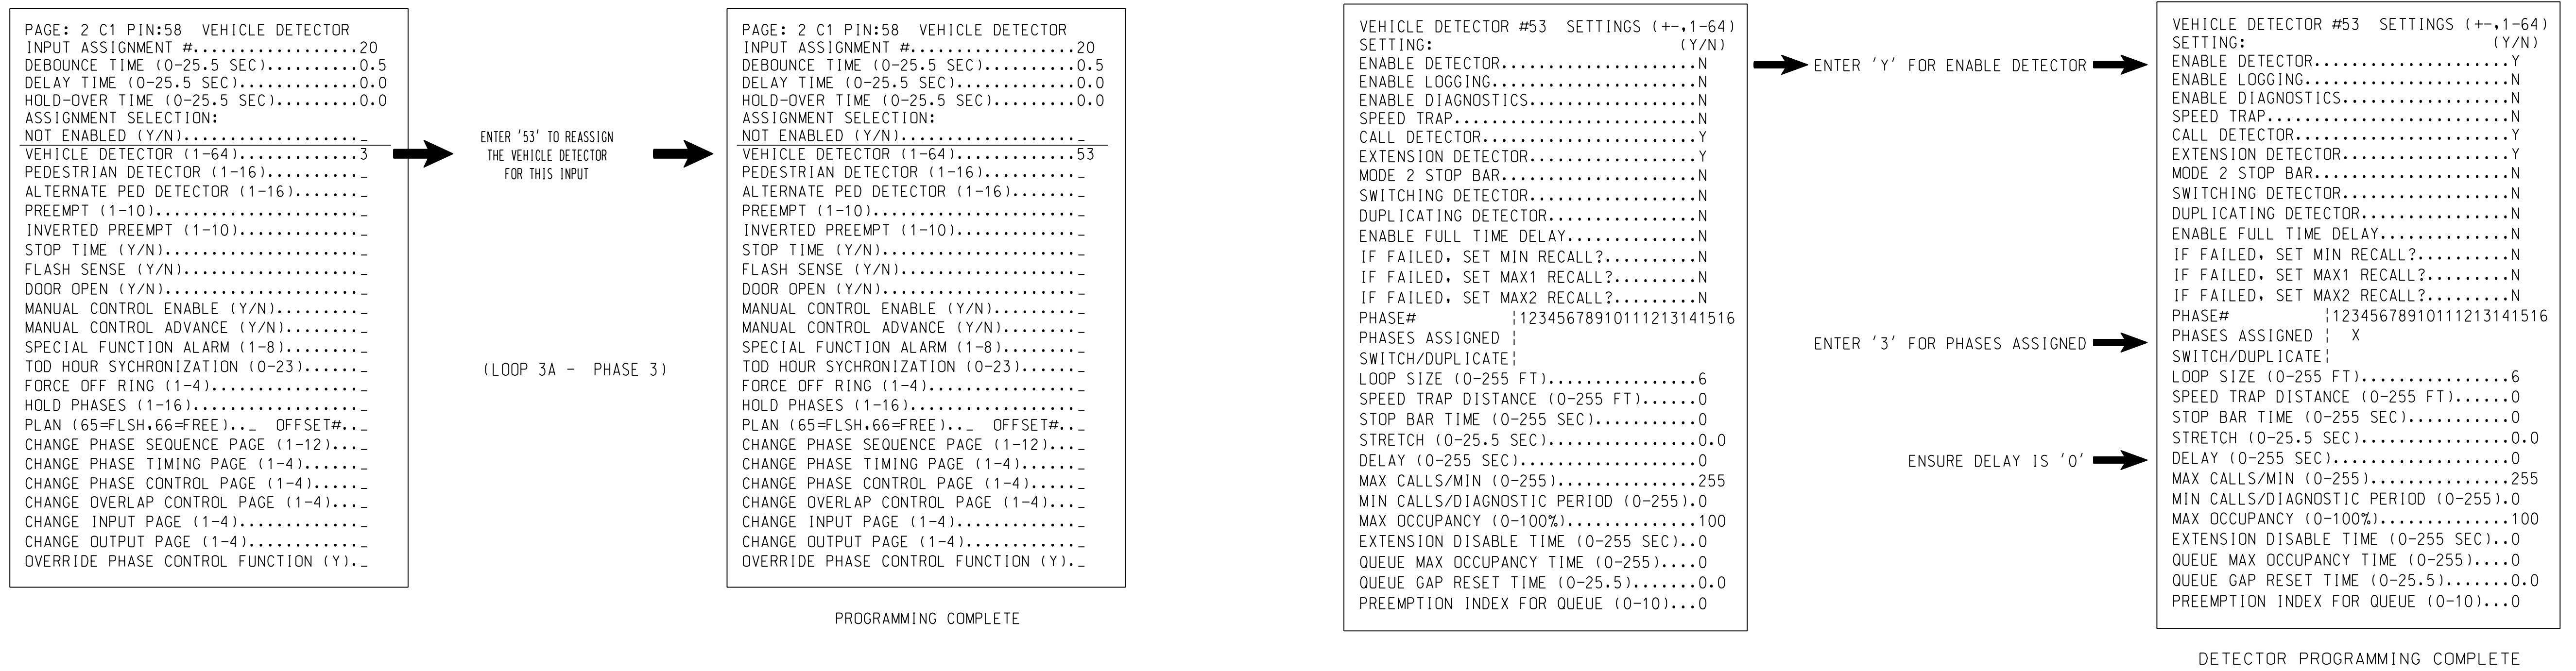 PAGE: 2 C1 PIN:58  VEHICLE DETECTOR
INPUT ASSIGNMENT #..................20
DEBOUNCE TIME (0-25.5 SEC)..........0.5
DELAY TIME (0-25.5 SEC).............0.0
HOLD-OVER TIME (0-25.5 SEC).........0.0
ASSIGNMENT SELECTION:
NOT ENABLED (Y/N)..................._
VEHICLE DETECTOR (1-64).............3
PEDESTRIAN DETECTOR (1-16).........._
ALTERNATE PED DETECTOR (1-16)......._
PREEMPT (1-10)......................_
INVERTED PREEMPT (1-10)............._
STOP TIME (Y/N)....................._
FLASH SENSE (Y/N)..................._
DOOR OPEN (Y/N)....................._
MANUAL CONTROL ENABLE (Y/N)........._
MANUAL CONTROL ADVANCE (Y/N)........_
SPECIAL FUNCTION ALARM (1-8)........_
TOD HOUR SYCHRONIZATION (0-23)......_
FORCE OFF RING (1-4)................_
HOLD PHASES (1-16).................._
PLAN (65=FLSH,66=FREE).._  OFFSET#.._
CHANGE PHASE SEQUENCE PAGE (1-12)..._
CHANGE PHASE TIMING PAGE (1-4)......_
CHANGE PHASE CONTROL PAGE (1-4)....._
CHANGE OVERLAP CONTROL PAGE (1-4)..._
CHANGE INPUT PAGE (1-4)............._
CHANGE OUTPUT PAGE (1-4)............_
OVERRIDE PHASE CONTROL FUNCTION (Y)._
ENTER '53' TO REASSIGN
THE VEHICLE DETECTOR
FOR THIS INPUT
(LOOP 3A -  PHASE 3)
PAGE: 2 C1 PIN:58  VEHICLE DETECTOR
INPUT ASSIGNMENT #..................20
DEBOUNCE TIME (0-25.5 SEC)..........0.5
DELAY TIME (0-25.5 SEC).............0.0
HOLD-OVER TIME (0-25.5 SEC).........0.0
ASSIGNMENT SELECTION:
NOT ENABLED (Y/N)..................._
VEHICLE DETECTOR (1-64).............53
PEDESTRIAN DETECTOR (1-16).........._
ALTERNATE PED DETECTOR (1-16)......._
PREEMPT (1-10)......................_
INVERTED PREEMPT (1-10)............._
STOP TIME (Y/N)....................._
FLASH SENSE (Y/N)..................._
DOOR OPEN (Y/N)....................._
MANUAL CONTROL ENABLE (Y/N)........._
MANUAL CONTROL ADVANCE (Y/N)........_
SPECIAL FUNCTION ALARM (1-8)........_
TOD HOUR SYCHRONIZATION (0-23)......_
FORCE OFF RING (1-4)................_
HOLD PHASES (1-16).................._
PLAN (65=FLSH,66=FREE).._  OFFSET#.._
CHANGE PHASE SEQUENCE PAGE (1-12)..._
CHANGE PHASE TIMING PAGE (1-4)......_
CHANGE PHASE CONTROL PAGE (1-4)....._
CHANGE OVERLAP CONTROL PAGE (1-4)..._
CHANGE INPUT PAGE (1-4)............._
CHANGE OUTPUT PAGE (1-4)............_
OVERRIDE PHASE CONTROL FUNCTION (Y)._
PROGRAMMING COMPLETE
VEHICLE DETECTOR #53  SETTINGS (+-,1-64)
SETTING: (Y/N)
ENABLE DETECTOR.....................N
ENABLE LOGGING......................N
ENABLE DIAGNOSTICS..................N
SPEED TRAP..........................N
CALL DETECTOR.......................Y
EXTENSION DETECTOR..................Y
MODE 2 STOP BAR.....................N
SWITCHING DETECTOR..................N
DUPLICATING DETECTOR................N
ENABLE FULL TIME DELAY..............N
IF FAILED, SET MIN RECALL?..........N
IF FAILED, SET MAX1 RECALL?.........N
IF FAILED, SET MAX2 RECALL?.........N
PHASE# ¦12345678910111213141516
PHASES ASSIGNED ¦
SWITCH/DUPLICATE¦
LOOP SIZE (0-255 FT)................6
SPEED TRAP DISTANCE (0-255 FT)......0
STOP BAR TIME (0-255 SEC)...........0
STRETCH (0-25.5 SEC)................0.0
DELAY (0-255 SEC)...................0
MAX CALLS/MIN (0-255)...............255
MIN CALLS/DIAGNOSTIC PERIOD (0-255).0
MAX OCCUPANCY (0-100%)..............100
EXTENSION DISABLE TIME (0-255 SEC)..0
QUEUE MAX OCCUPANCY TIME (0-255)....0
QUEUE GAP RESET TIME (0-25.5).......0.0
PREEMPTION INDEX FOR QUEUE (0-10)...0
ENTER 'Y' FOR ENABLE DETECTOR
ENTER '3' FOR PHASES ASSIGNED
ENSURE DELAY IS '0'
VEHICLE DETECTOR #53  SETTINGS (+-,1-64)
SETTING: (Y/N)
ENABLE DETECTOR.....................Y
ENABLE LOGGING......................N
ENABLE DIAGNOSTICS..................N
SPEED TRAP..........................N
CALL DETECTOR.......................Y
EXTENSION DETECTOR..................Y
MODE 2 STOP BAR.....................N
SWITCHING DETECTOR..................N
DUPLICATING DETECTOR................N
ENABLE FULL TIME DELAY..............N
IF FAILED, SET MIN RECALL?..........N
IF FAILED, SET MAX1 RECALL?.........N
IF FAILED, SET MAX2 RECALL?.........N
PHASE# ¦12345678910111213141516
PHASES ASSIGNED ¦  X
SWITCH/DUPLICATE¦
LOOP SIZE (0-255 FT)................6
SPEED TRAP DISTANCE (0-255 FT)......0
STOP BAR TIME (0-255 SEC)...........0
STRETCH (0-25.5 SEC)................0.0
DELAY (0-255 SEC)...................0
MAX CALLS/MIN (0-255)...............255
MIN CALLS/DIAGNOSTIC PERIOD (0-255).0
MAX OCCUPANCY (0-100%)..............100
EXTENSION DISABLE TIME (0-255 SEC)..0
QUEUE MAX OCCUPANCY TIME (0-255)....0
QUEUE GAP RESET TIME (0-25.5).......0.0
PREEMPTION INDEX FOR QUEUE (0-10)...0
DETECTOR PROGRAMMING COMPLETE